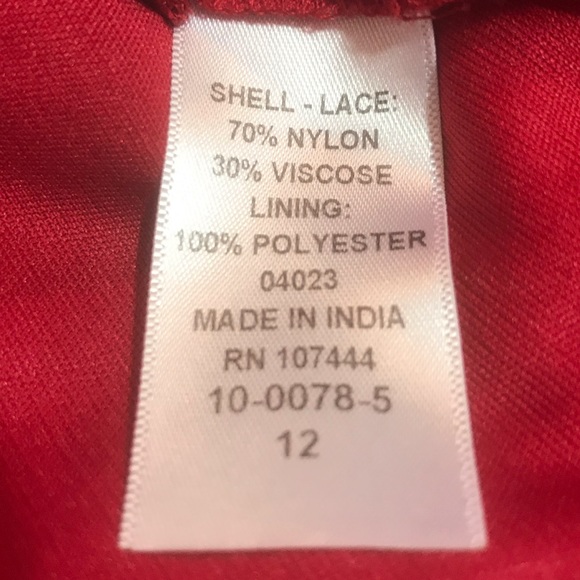 SHELL - LACE:
70% NYLON
30% VISCOSE
LINING:
100% POLYESTER
04023
MADE IN INDIA
RN 107444
10-0078-5
12